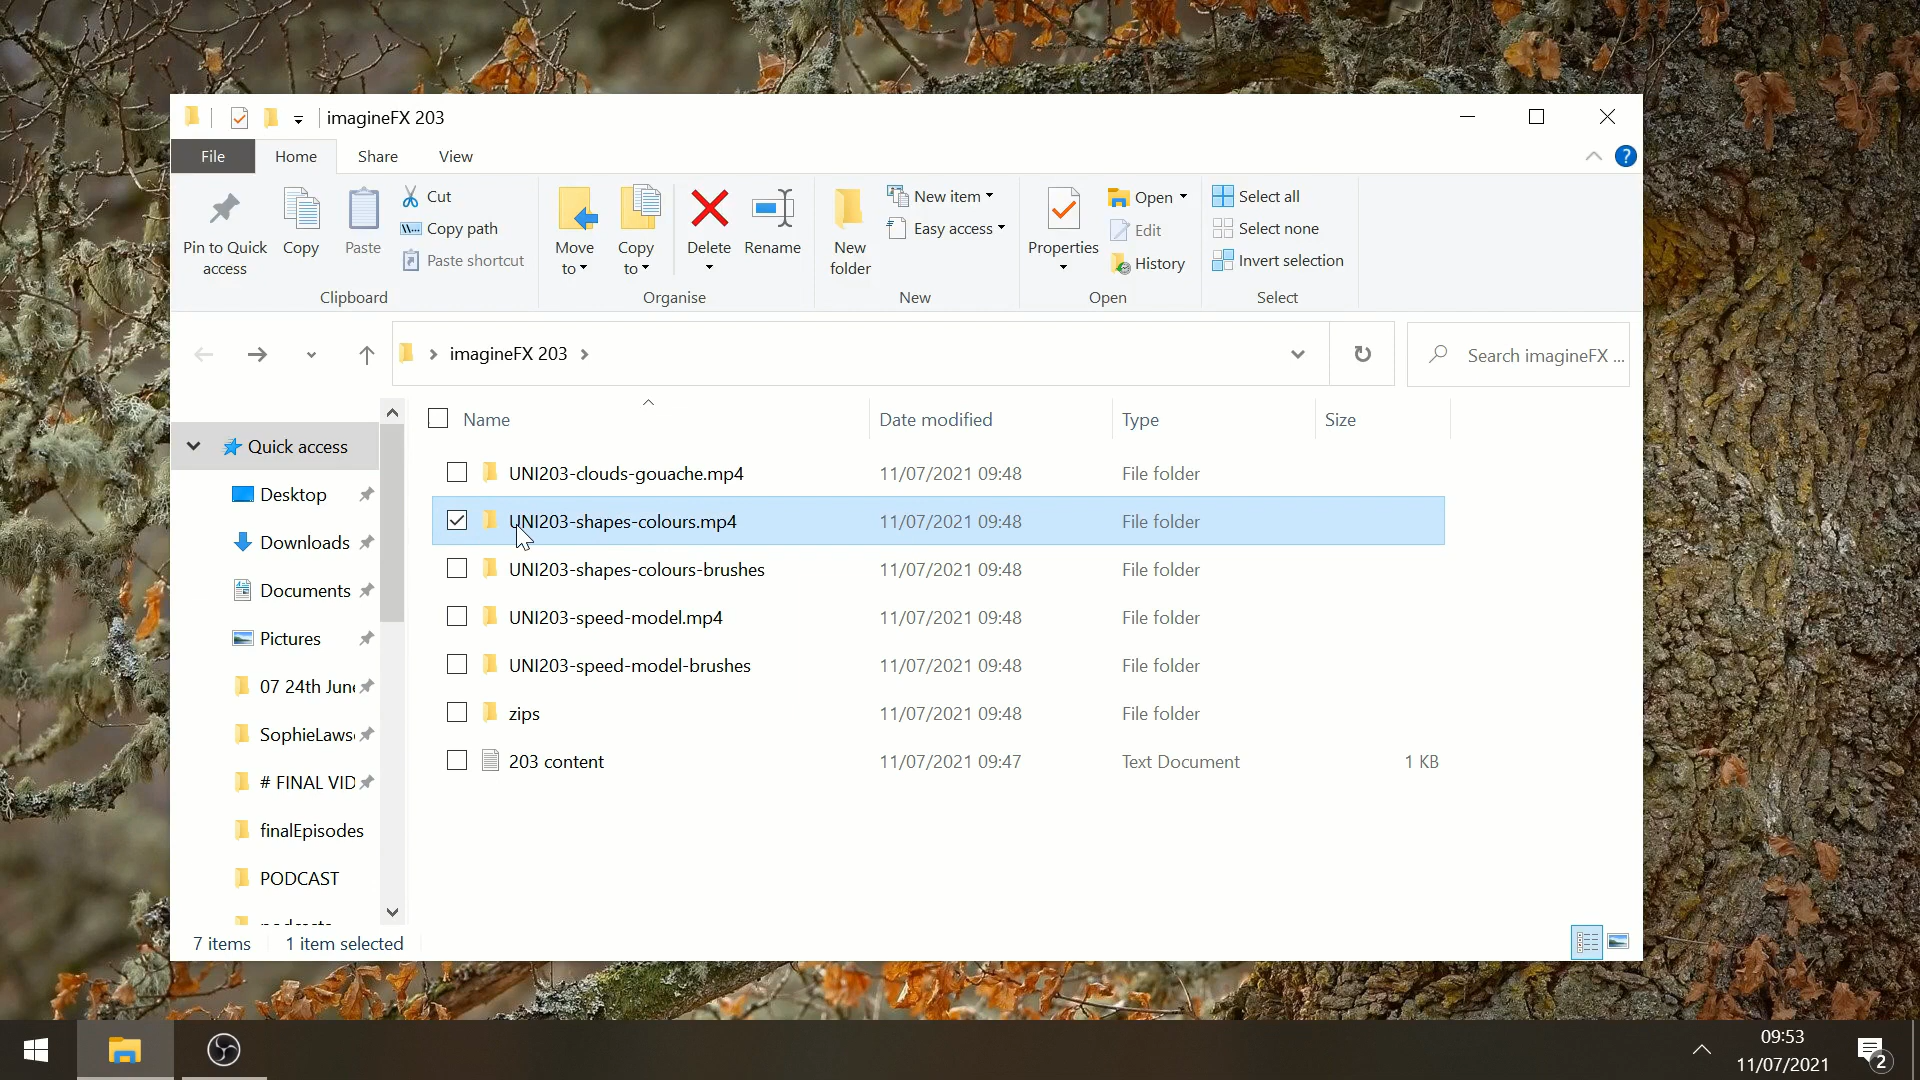 imagineFX 203
File Home Share View
Pin to Quick access
Copy
Paste
Cut
Copy path
Paste shortcut
Clipboard
Move to
Copy to
Delete
Rename
Organise
New folder
New item
Easy access
New
Properties
Open
Edit
History
Open
Select all
Select none
Invert selection
Select
imagineFX 203
Search imagineFX ...
Quick access
Desktop
Downloads
Documents
Pictures
07 24th June
SophieLaws
# FINAL VID
finalEpisodes
PODCAST
Name Date modified Type Size
UNI203-clouds-gouache.mp4 11/07/2021 09:48 File folder
UNI203-shapes-colours.mp4 11/07/2021 09:48 File folder
UNI203-shapes-colours-brushes 11/07/2021 09:48 File folder
UNI203-speed-model.mp4 11/07/2021 09:48 File folder
UNI203-speed-model-brushes 11/07/2021 09:48 File folder
zips 11/07/2021 09:48 File folder
203 content 11/07/2021 09:47 Text Document 1 KB
7 items 1 item selected
09:53
11/07/2021
2